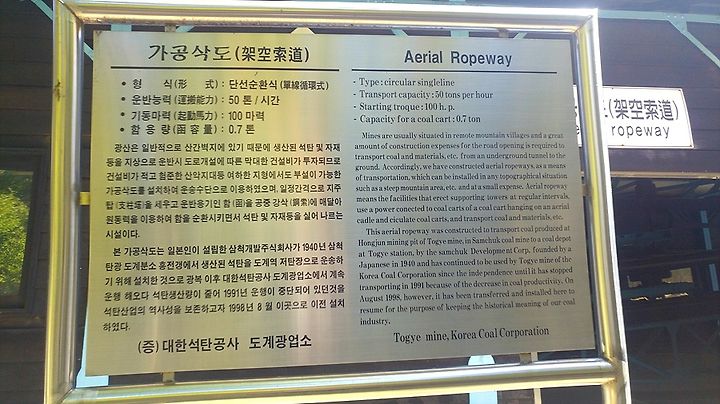 가공삭도(架空索道)
• 형 식(形 式) : 단선순환식(單線循環式)
• 운반능력(運搬能力) : 50 톤 / 시간
• 기동마력(起動馬力) : 100 마력
• 함 용 량(函 容 量) : 0.7 톤
광산은 일반적으로 산간벽지에 있기 때문에 생산된 석탄 및 자재
등을 지상으로 운반시 도로개설에 따른 막대한 건설비가 투자되므로
건설비가 적고 험준한 산악지대등 여하한 지형에서도 부설이 가능한
가공삭도를 설치하여 운송수단으로 이용하였으며, 일정간격으로 지주
탑(支柱塔)을 세우고 운반용기인 함(函)을 공중 강삭(鋼索)에 매달아
원동력을 이용하여 함을 순환시키면서 석탄 및 자재등을 실어 나르는
시설이다.
본 가공삭도는 일본인이 설립한 삼척개발주식회사가 1940년 삼척
탄광 도계분소 흥전갱에서 생산된 석탄을 도계역 저탄장으로 운송하
기 위해 설치한 것으로 광복 이후 대한석탄공사 도계광업소에서 계속
운행 해오다 석탄생산량이 줄어 1991년 운행이 중단되어 있던것을
석탄산업의 역사성을 보존하고자 1998년 8 월 이곳으로 이전 설치
하였다.
(증) 대한석탄공사 도계광업소
Aerial Ropeway
- Type : circular singleline
- Transport capacity : 50 tons per hour
- Starting troque : 100 h. p.
- Capacity for a coal cart : 0.7 ton
Mines are usually situated in remote mountain villages and a great
amount of construction expenses for the road opening is required to
transport coal and materials, etc. from an underground tunnel to the
ground. Accordingly, we have constructed aerial ropeways, as a means
of transportation, which can be installed in any topographical situation
such as a steep mountain area, etc, and at a small expense. Aerial ropeway
means the facilities that erect supporting towers at regular intervals,
use a power conected to coal carts of a coal cart hanging on an aerial
cadle and ciculate coal carts, and transport coal and materials, etc.
This aerial ropeway was constructed to transport coal produced at
Hongjun mining pit of Togye mine, in Samchuk coal mine to a coal depot
at Togye station, by the samchuk Development Corp. founded by a
Japanese in 1940 and has continued to be used by Togye mine of the
Korea Coal Corporation since the independence until it has stopped
transporting in 1991 because of the decrease in coal productivity. On
August 1998, however, it has been transferred and installed here to
resume for the purpose of keeping the historical meaning of our coal
industry.
Togye mine, Korea Coal Corporation
(架空索道)
ropeway